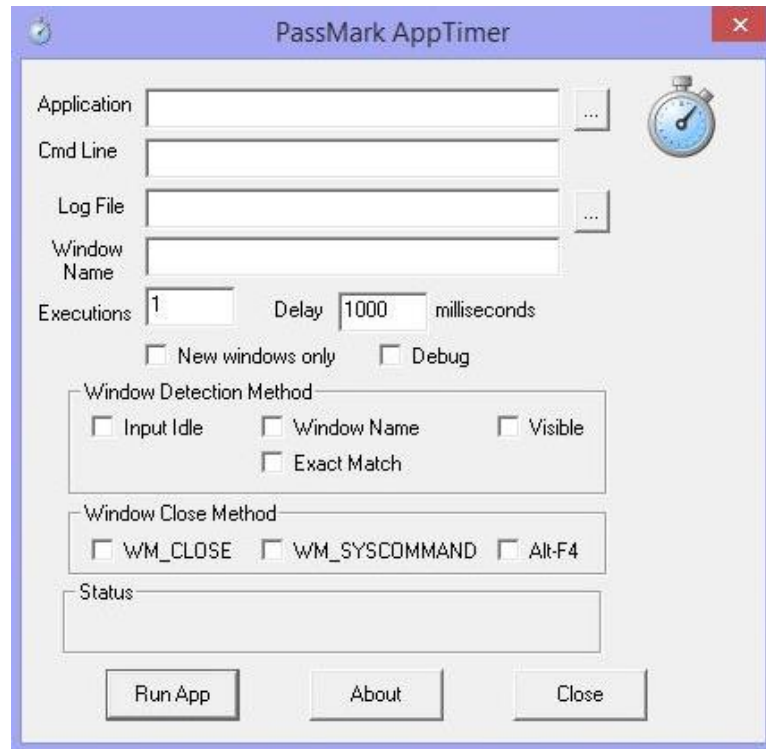 PassMark AppTimer
Application
...
Cmd Line
Log File
...
Window
Name
Executions 1 Delay 1000 milliseconds
New windows only Debug
Window Detection Method
Input Idle Window Name Visible
Exact Match
Window Close Method
WM_CLOSE WM_SYSCOMMAND Alt-F4
Status
Run App About Close